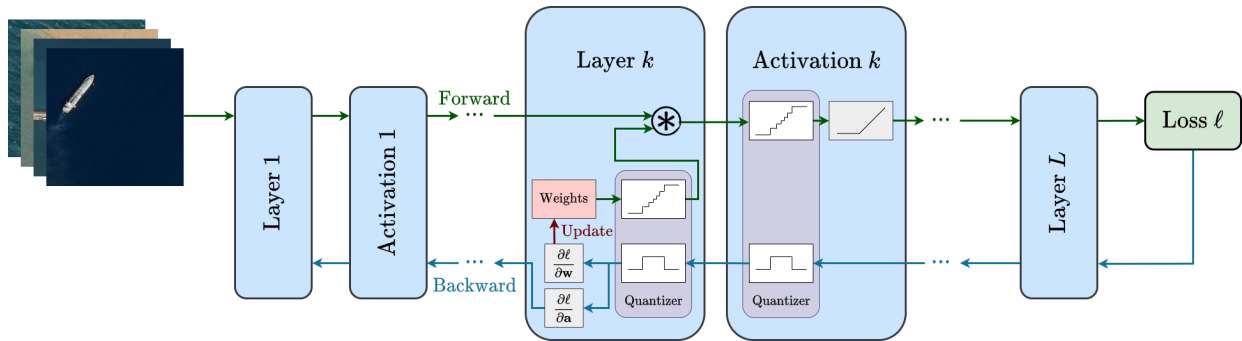 Layer 1
Activation 1
Forward
...
Backward
...
Layer k
Weights
Update
∂ℓ
∂w
∂ℓ
∂a
Quantizer
Activation k
Quantizer
...
...
Layer L
Loss ℓ